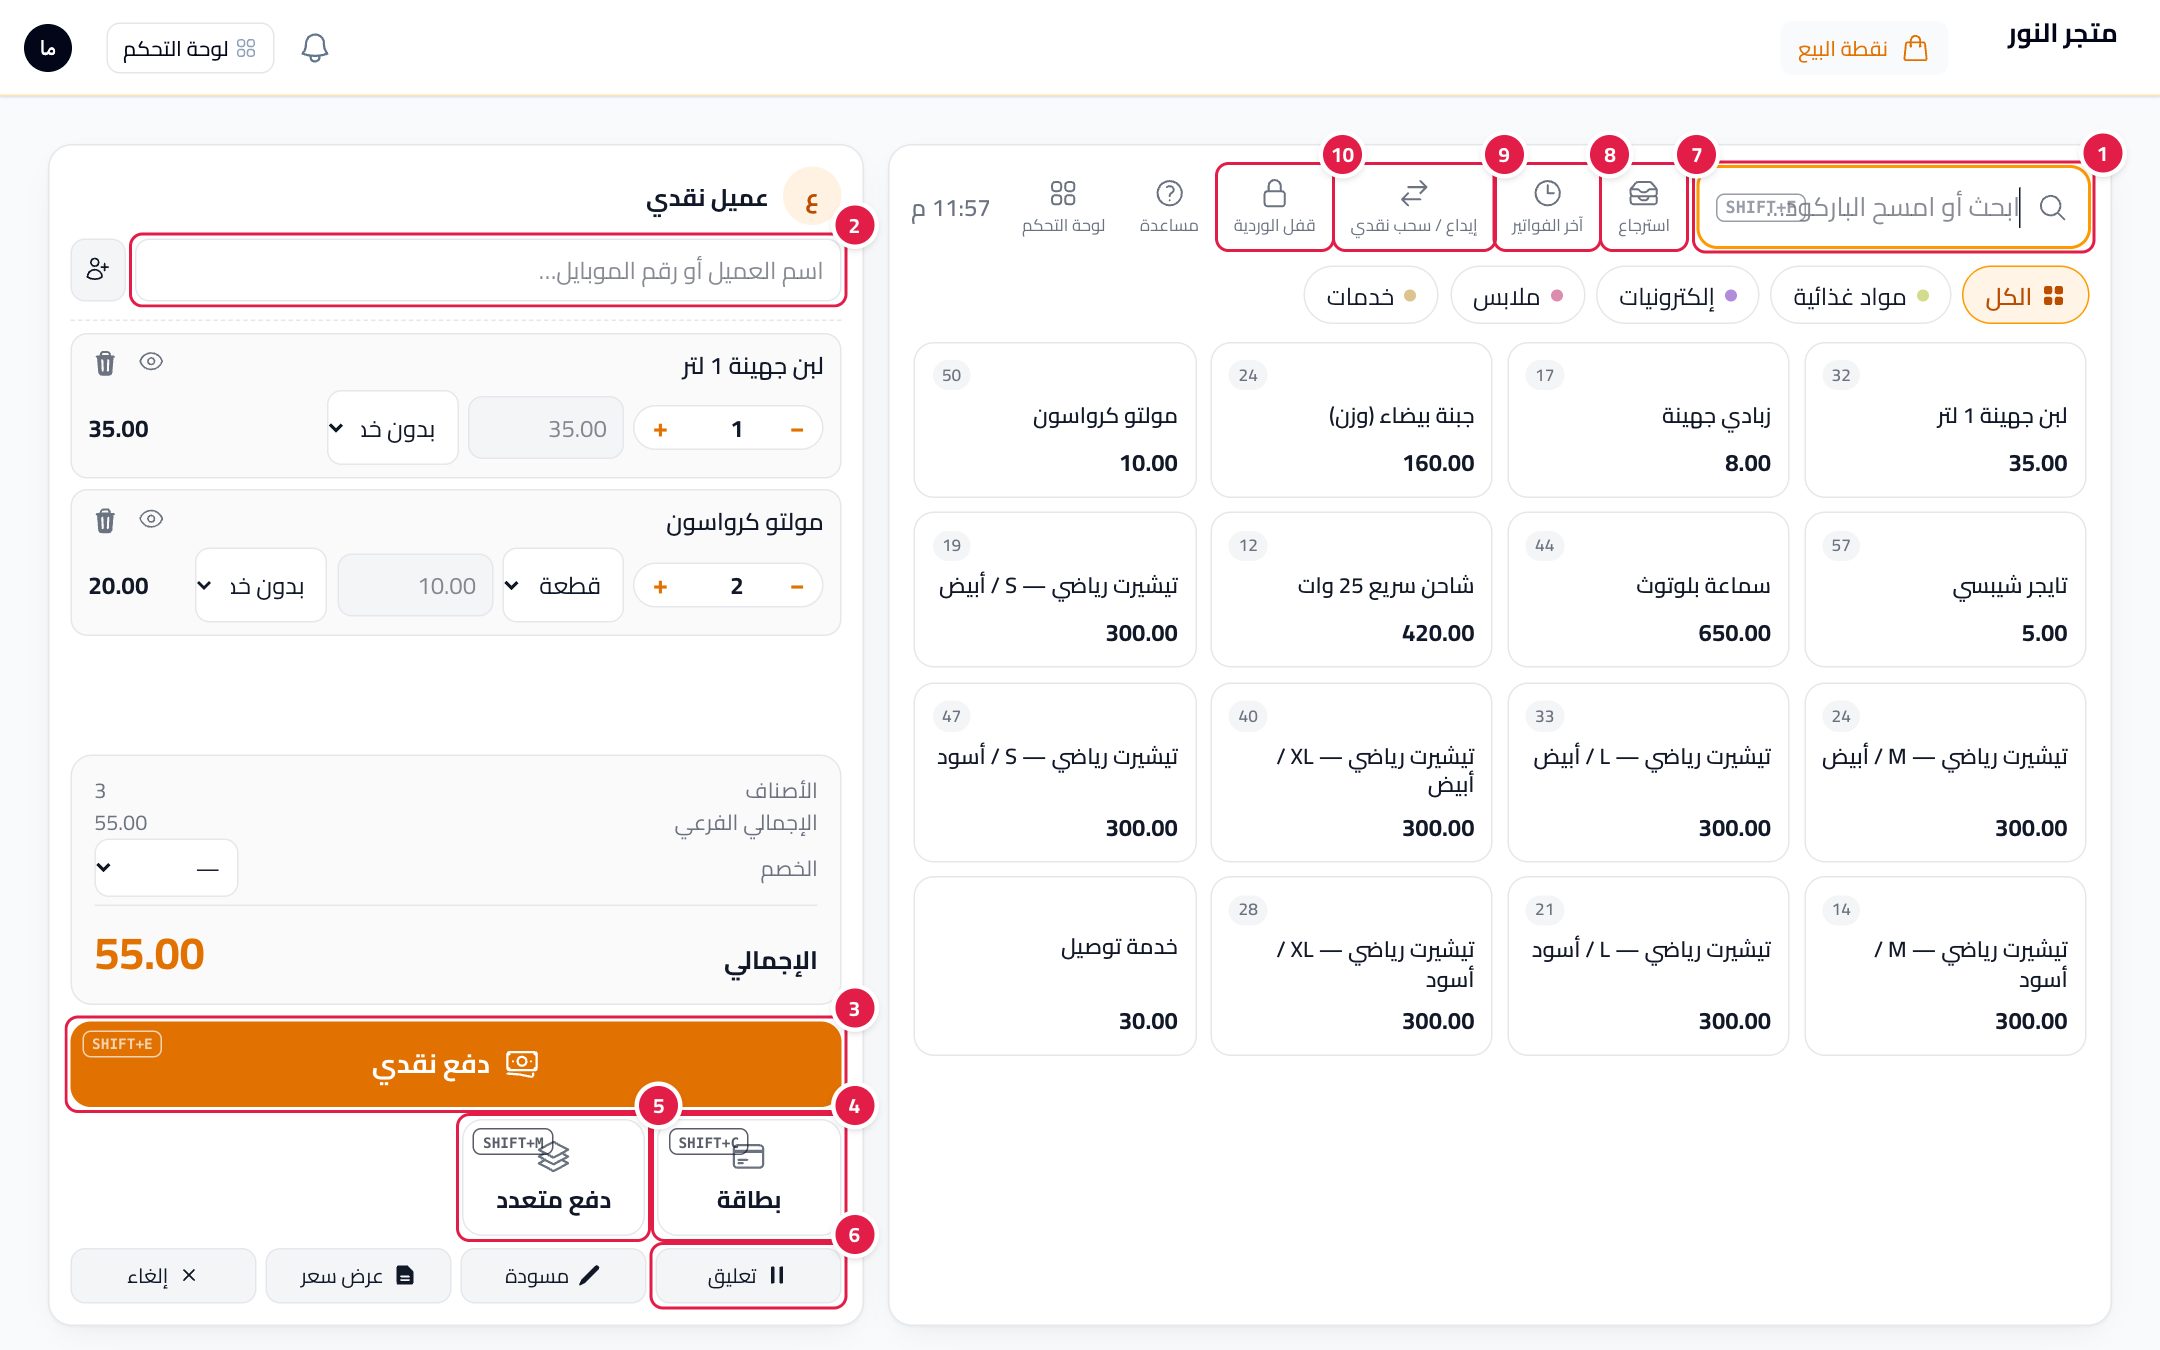 متجر النور
نقطة البيع
لوحة التحكم
ما
1
ابحث أو امسح الباركود...
7
استرجاع
8
آخر الفواتير
9
إيداع / سحب نقدي
10
قفل الوردية
مساعدة
لوحة التحكم
11:57 م
الكل
مواد غذائية
إلكترونيات
ملابس
خدمات
32
لبن جهينة 1 لتر
35.00
17
زبادي جهينة
8.00
24
جبنة بيضاء (وزن)
160.00
50
مولتو كرواسون
10.00
57
تايجر شيبسي
5.00
44
سماعة بلوتوث
650.00
12
شاحن سريع 25 وات
420.00
19
تيشيرت رياضي — S / أبيض
300.00
24
تيشيرت رياضي — M / أبيض
300.00
33
تيشيرت رياضي — L / أبيض
300.00
40
تيشيرت رياضي — XL /
أبيض
300.00
47
تيشيرت رياضي — S / أسود
300.00
14
تيشيرت رياضي — M /
أسود
300.00
21
تيشيرت رياضي — L / أسود
300.00
28
تيشيرت رياضي — XL /
أسود
300.00
خدمة توصيل
30.00
ع
عميل نقدي
2
اسم العميل أو رقم الموبايل...
لبن جهينة 1 لتر
− 1 +
35.00
بدون خد
35.00
مولتو كرواسون
− 2 +
قطعة
10.00
بدون خد
20.00
الأصناف 3
الإجمالي الفرعي 55.00
الخصم —
الإجمالي 55.00
3
دفع نقدي
SHIFT+E
4
SHIFT+C
بطاقة
5
SHIFT+M
دفع متعدد
6
تعليق
مسودة
عرض سعر
إلغاء